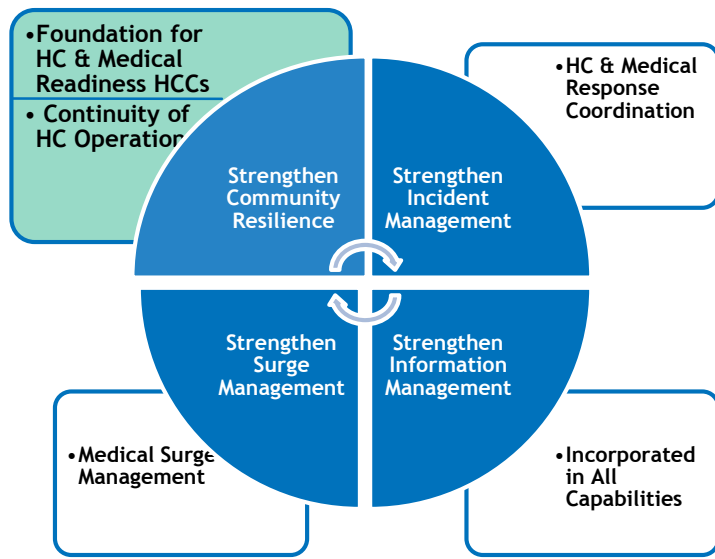 •Foundation for
HC & Medical
Readiness HCCs
• Continuity of
HC Operation
•HC & Medical
Response
Coordination
Strengthen
Community
Resilience
Strengthen
Incident
Management
Strengthen
Surge
Management
Strengthen
Information
Management
•Medical Surge
Management
•Incorporated
in All
Capabilities